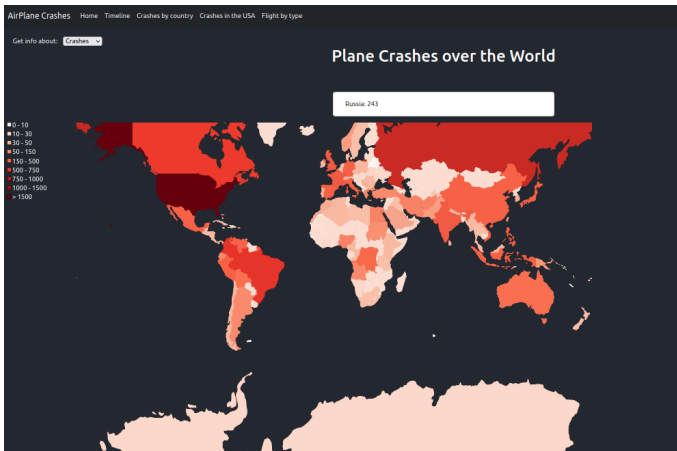 AirPlane Crashes Home Timeline Crashes by country Crashes in the USA Flight by type
Get info about: Crashes
Plane Crashes over the World
Russia: 243
0 - 10
10 - 30
30 - 50
50 - 150
150 - 500
500 - 750
750 - 1000
1000 - 1500
> 1500